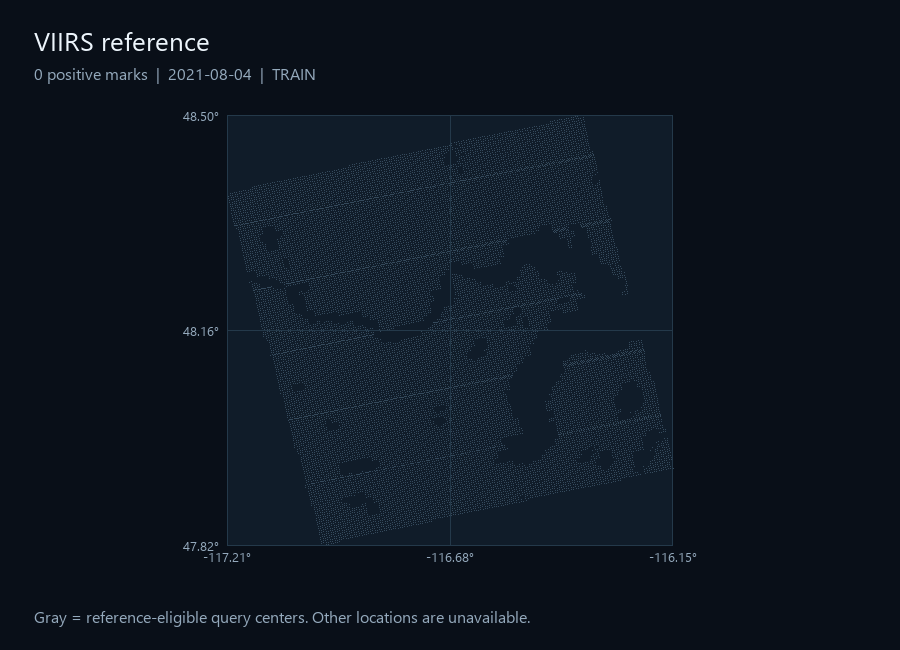 VIIRS reference
0 positive marks | 2021-08-04 | TRAIN
48.50°
48.16°
47.82°
-117.21°
-116.68°
-116.15°
Gray = reference-eligible query centers. Other locations are unavailable.